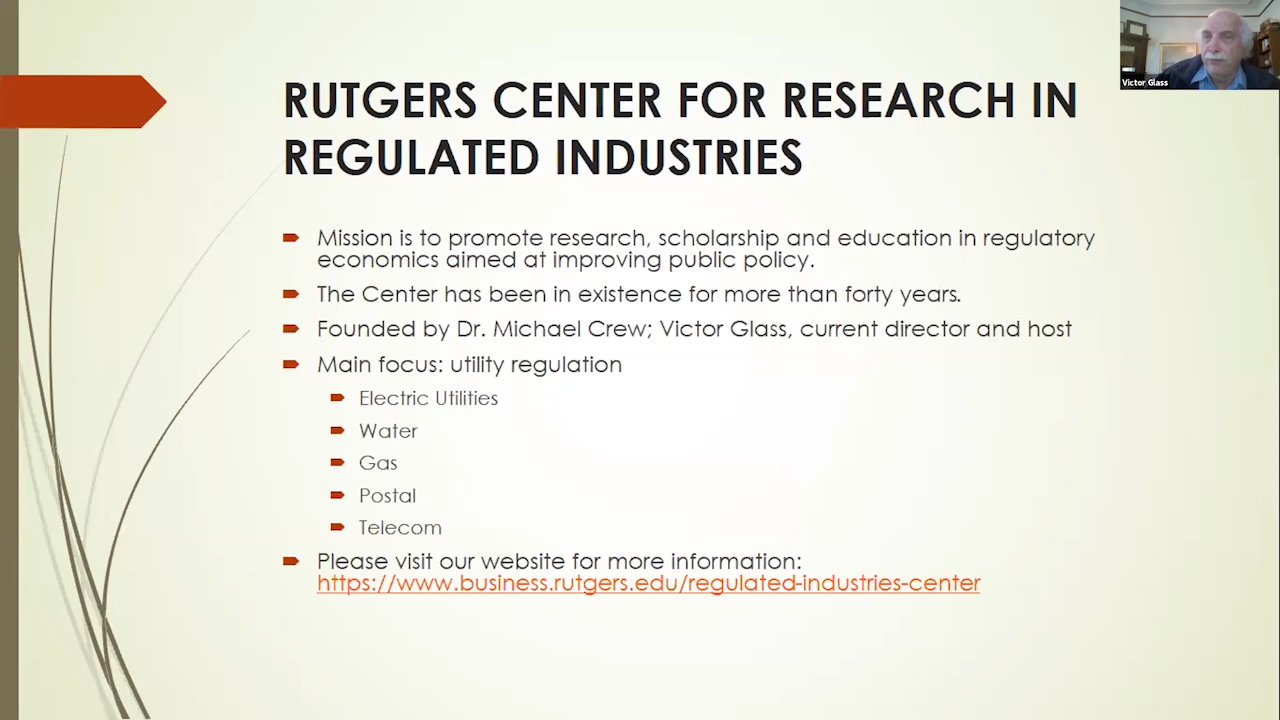 Victor Glass
RUTGERS CENTER FOR RESEARCH IN
REGULATED INDUSTRIES
Mission is to promote research, scholarship and education in regulatory
economics aimed at improving public policy.
The Center has been in existence for more than forty years.
Founded by Dr. Michael Crew; Victor Glass, current director and host
Main focus: utility regulation
Electric Utilities
Water
Gas
Postal
Telecom
Please visit our website for more information:
https://www.business.rutgers.edu/regulated-industries-center